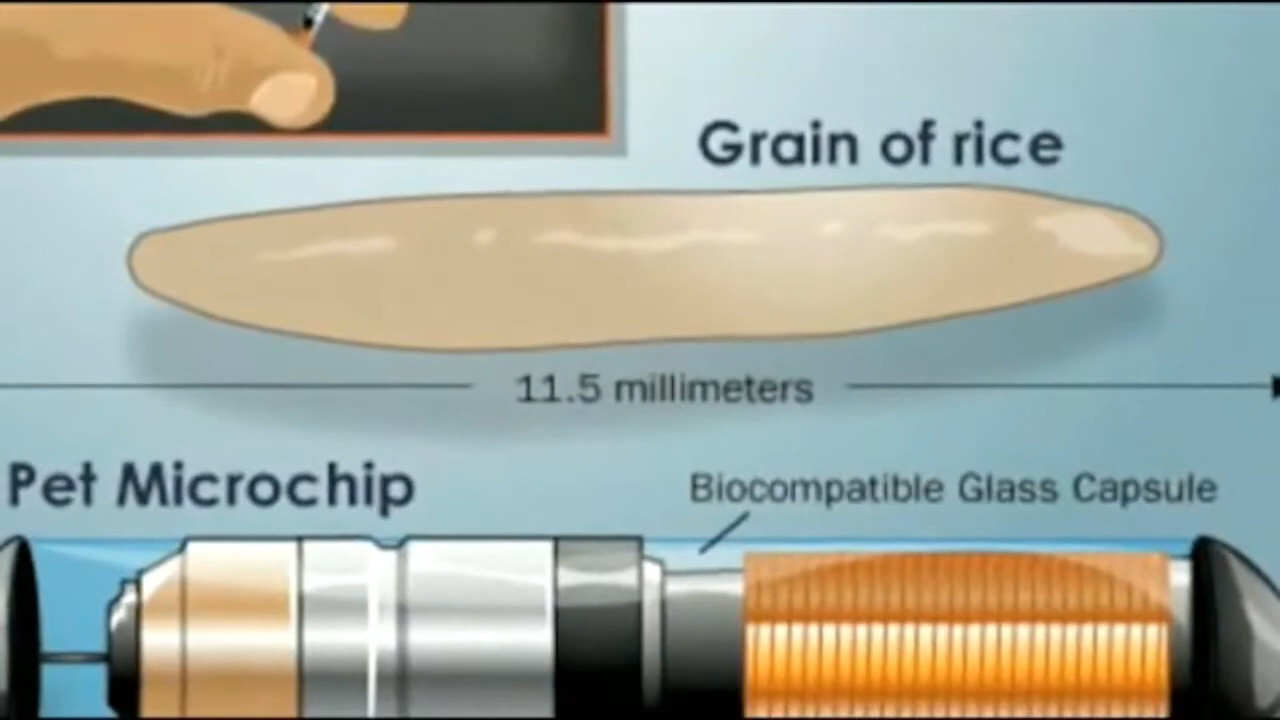 Grain of rice
11.5 millimeters
Pet Microchip
Biocompatible Glass Capsule